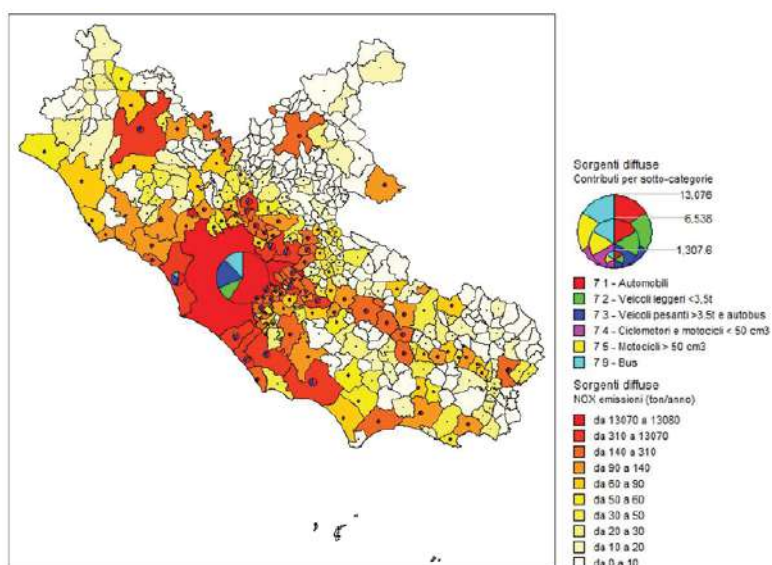 Sorgenti diffuse
Contributi per sotto-categorie
13,076
6,538
1,307.6
7 1 - Automobili
7 2 - Veicoli leggeri <3,5t
7 3 - Veicoli pesanti >3.5t e autobus
7 4 - Ciclomotori e motocicli < 50 cm3
7 5 - Motocicli > 50 cm3
7 9 - Bus
Sorgenti diffuse
NOX emissioni (ton/anno)
da 13070 a 13080
da 310 a 13070
da 140 a 310
da 90 a 140
da 60 a 90
da 50 a 60
da 30 a 50
da 20 a 30
da 10 a 20
da 0 a 10